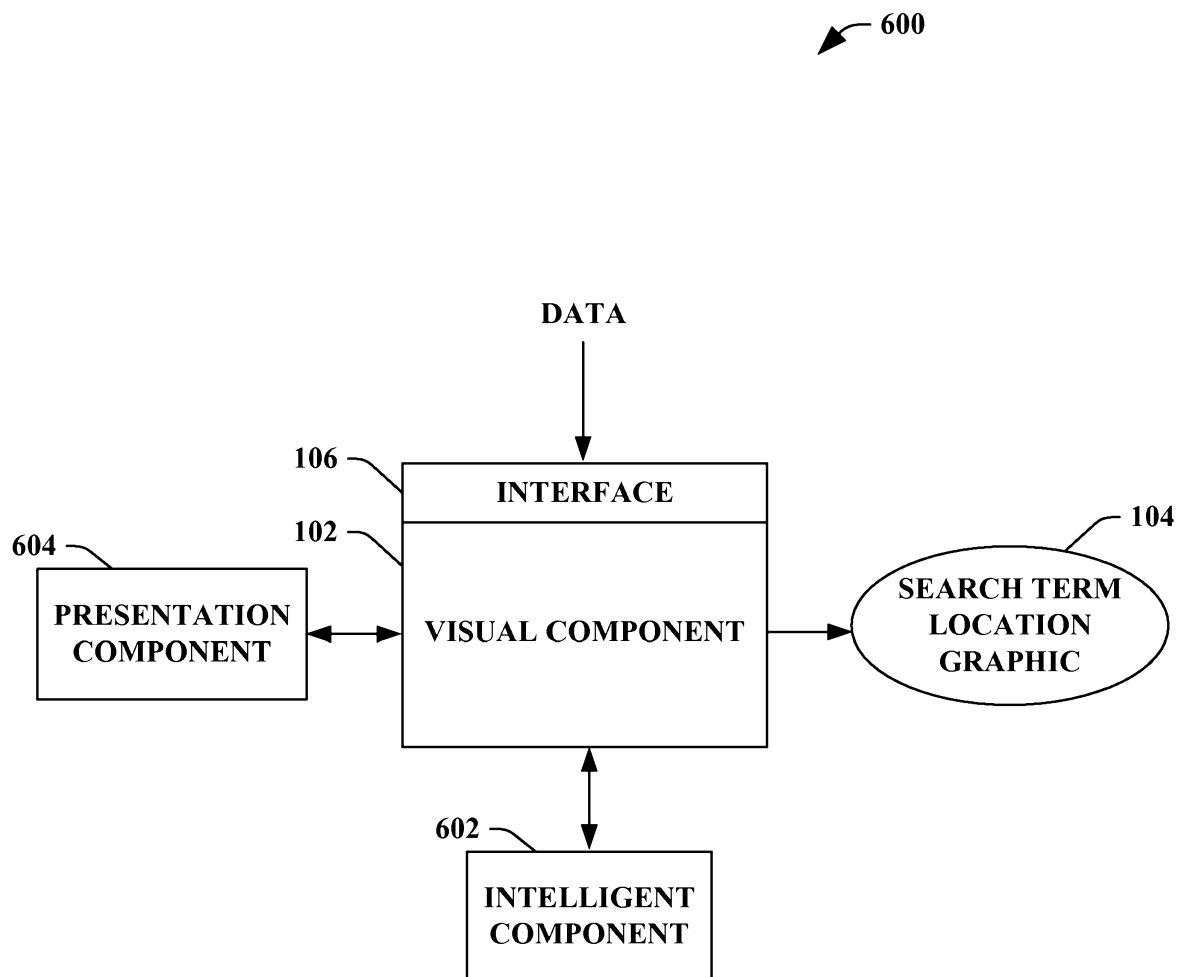 600
DATA
106
INTERFACE
102
104
604
SEARCH TERM
LOCATION
GRAPHIC
PRESENTATION
COMPONENT
VISUAL COMPONENT
602
INTELLIGENT
COMPONENT